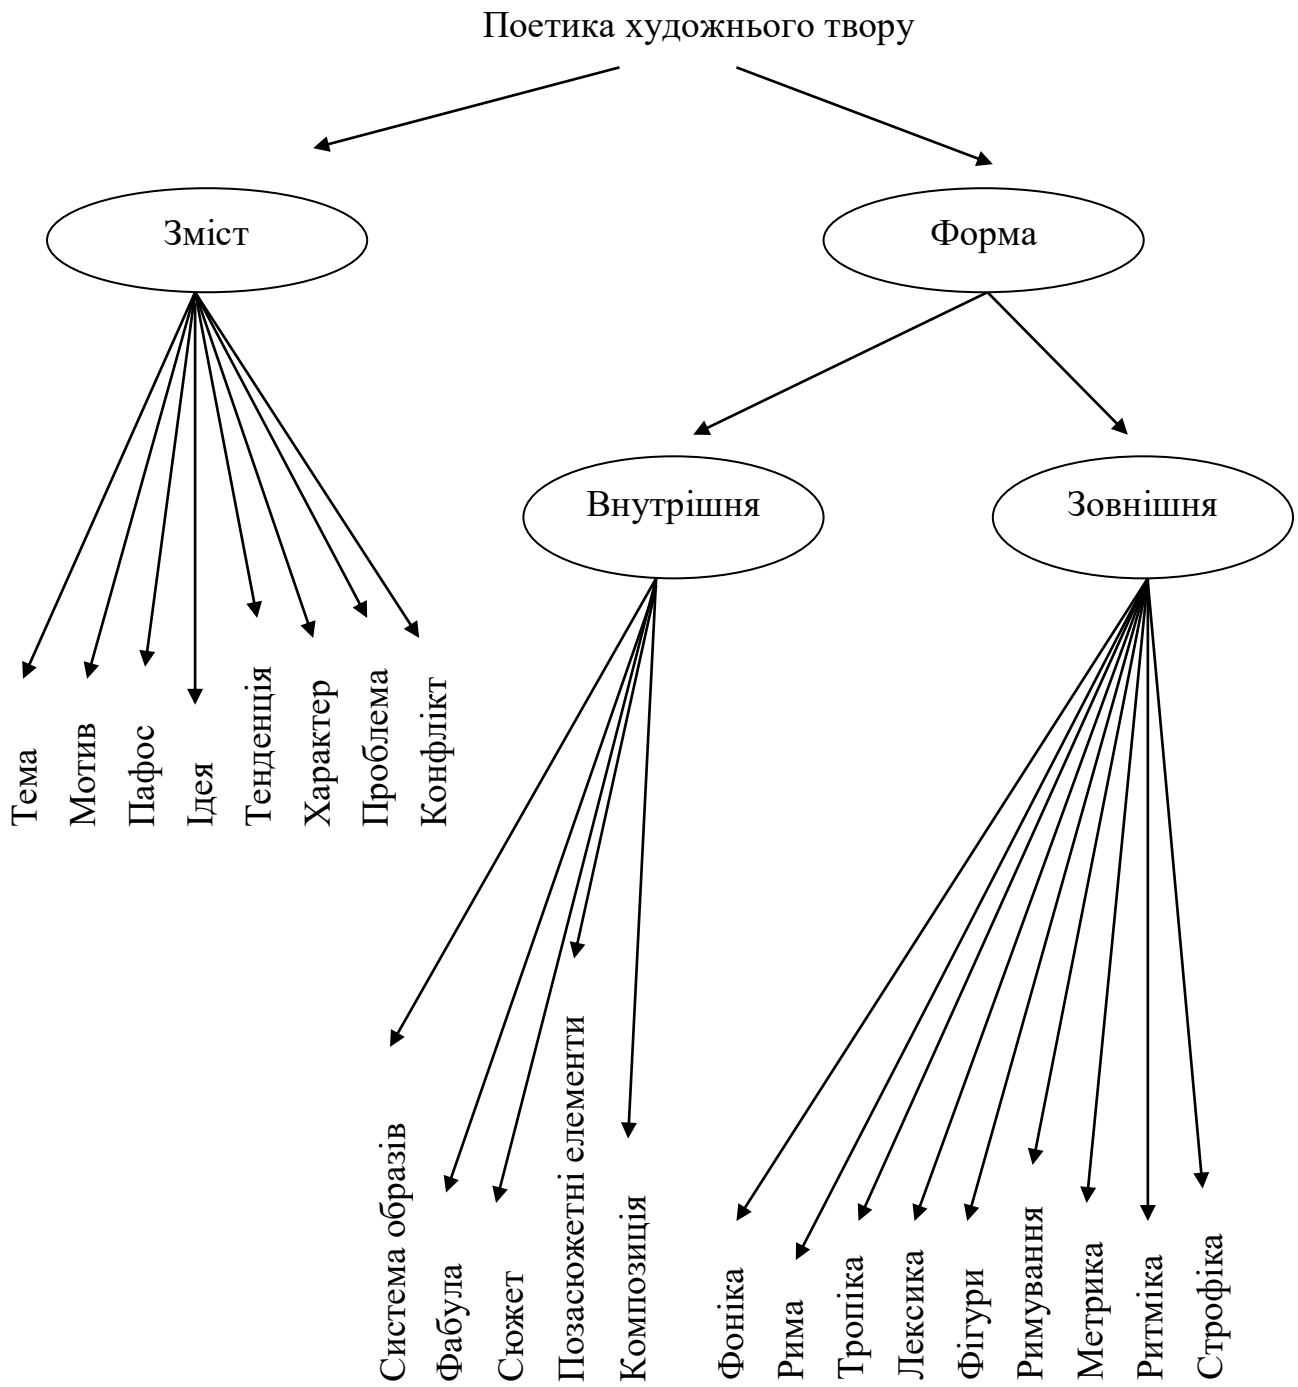 Поетика художнього твору
Зміст
Форма
Внутрішня
Зовнішня
Тема
Мотив
Пафос
Ідея
Тенденція
Характер
Проблема
Конфлікт
Система образів
Фабула
Сюжет
Позасюжетні елементи
Композиція
Фоніка
Рима
Тропіка
Лексика
Фігури
Римування
Метрика
Ритміка
Строфіка